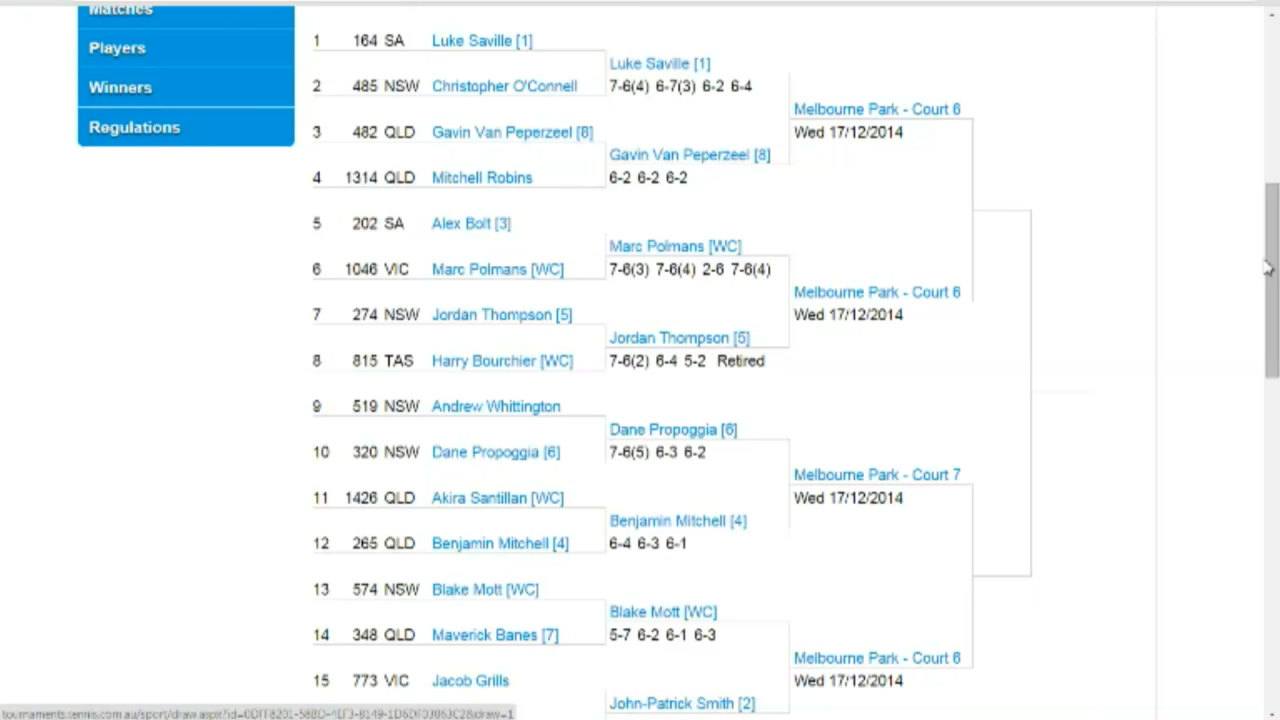 Matches
Players
Winners
Regulations
1 164 SA Luke Saville [1]
Luke Saville [1]
2 485 NSW Christopher O'Connell 7-6(4) 6-7(3) 6-2 6-4
Melbourne Park - Court 6
3 482 QLD Gavin Van Peperzeel [8] Wed 17/12/2014
Gavin Van Peperzeel [8]
4 1314 QLD Mitchell Robins 6-2 6-2 6-2
5 202 SA Alex Bolt [3]
Marc Polmans [WC]
6 1046 VIC Marc Polmans [WC] 7-6(3) 7-6(4) 2-6 7-6(4)
Melbourne Park - Court 6
7 274 NSW Jordan Thompson [5] Wed 17/12/2014
Jordan Thompson [5]
8 815 TAS Harry Bourchier [WC] 7-6(2) 6-4 5-2 Retired
9 519 NSW Andrew Whittington
Dane Propoggia [6]
10 320 NSW Dane Propoggia [6] 7-6(5) 6-3 6-2
Melbourne Park - Court 7
11 1426 QLD Akira Santillan [WC] Wed 17/12/2014
Benjamin Mitchell [4]
12 265 QLD Benjamin Mitchell [4] 6-4 6-3 6-1
13 574 NSW Blake Mott [WC]
Blake Mott [WC]
14 348 QLD Maverick Banes [7] 5-7 6-2 6-1 6-3
Melbourne Park - Court 6
15 773 VIC Jacob Grills Wed 17/12/2014
John-Patrick Smith [2]